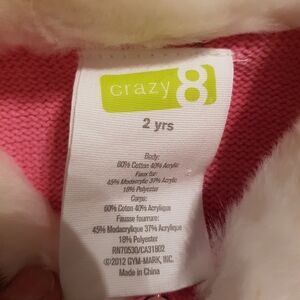 crazy 8
2 yrs
Body:
60% Cotton 40% Acrylic
Faux fur:
45% Modacrylic 37% Acrylic
18% Polyester
Corps:
60% Coton 40% Acrylique
Fausse fourrure:
45% Modacrylique 37% Acrylique
18% Polyester
RN70530/CA31802
©2012 GYM-MARK, INC.
Made in China